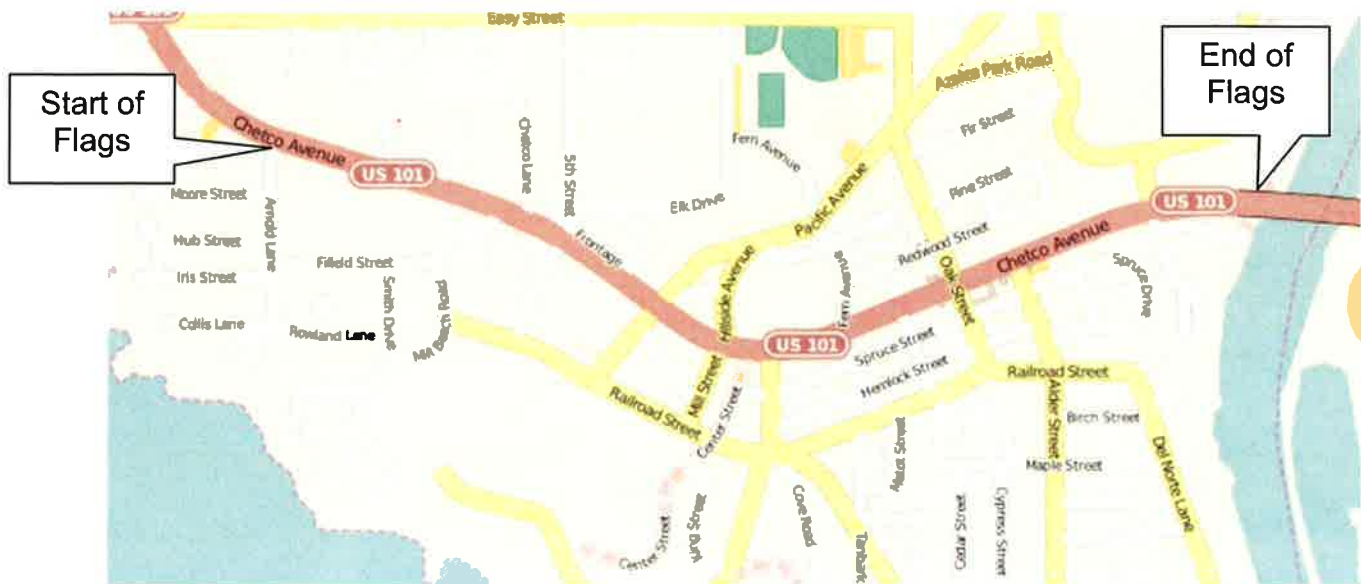 Easy Street
Start of
Flags
End of
Flags
Azalea Park Road
Chetco Avenue
US 101
Chetco Lane
5th Street
Fir Street
Fern Avenue
Pine Street
Moore Street
Arnold Lane
Elk Drive
Pacific Avenue
US 101
Hub Street
Frontage
Redwood Street
Chetco Avenue
Iris Street
Fifield Street
Smith Drive
Mill Beach Road
Hillside Avenue
Fern Avenue
Oak Street
Spruce Drive
Collis Lane
Rowland Lane
US 101
Spruce Street
Hemlock Street
Railroad Street
Mill Street
Center Street
Railroad Street
Alder Street
Birch Street
Maple Street
Del Norte Lane
Center Street
Cove Road
Tanbark
Cedar Street
Cypress Street